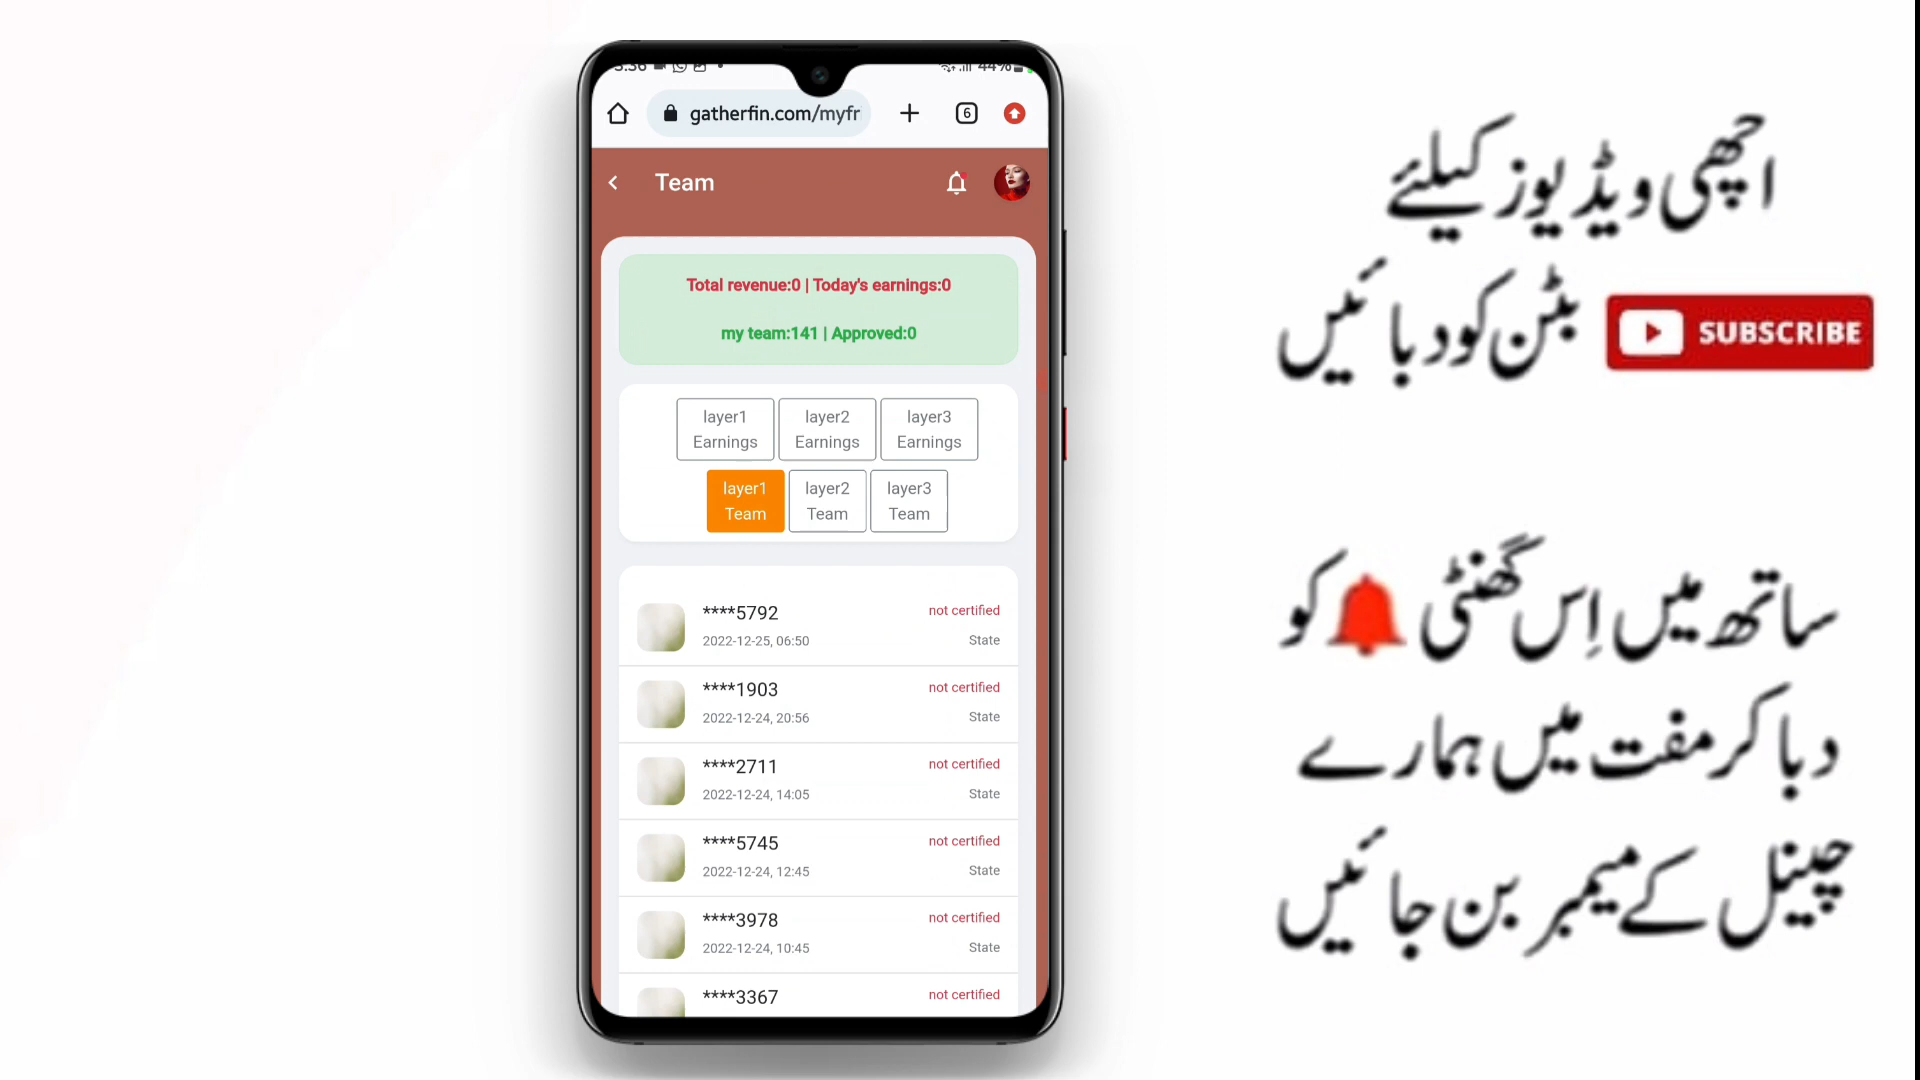 44%
gatherfin.com/myfr
6
Team
Total revenue:0 | Today's earnings:0
my team:141 | Approved:0
layer1 Earnings
layer2 Earnings
layer3 Earnings
layer1 Team
layer2 Team
layer3 Team
****5792 not certified
2022-12-25, 06:50 State
****1903 not certified
2022-12-24, 20:56 State
****2711 not certified
2022-12-24, 14:05 State
****5745 not certified
2022-12-24, 12:45 State
****3978 not certified
2022-12-24, 10:45 State
****3367 not certified
اچھی ویڈیوز کیلئے
بٹن کو دبائیں SUBSCRIBE
ساتھ میں اِس گھنٹی کو
دبا کر مفت میں ہمارے
چینل کے میمبر بن جائیں